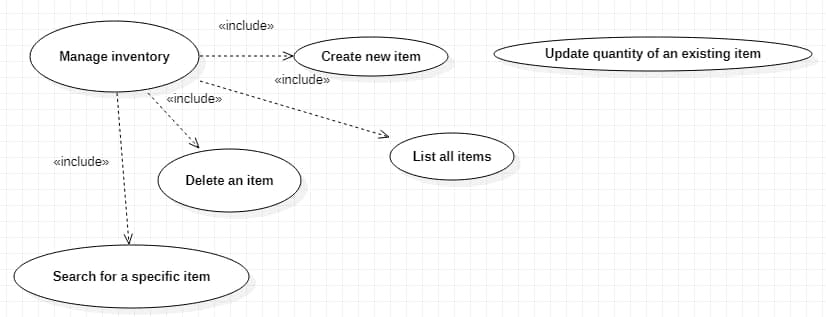 «include»
Manage inventory
Create new item
Update quantity of an existing item
«include»
«include»
List all items
«include»
Delete an item
Search for a specific item